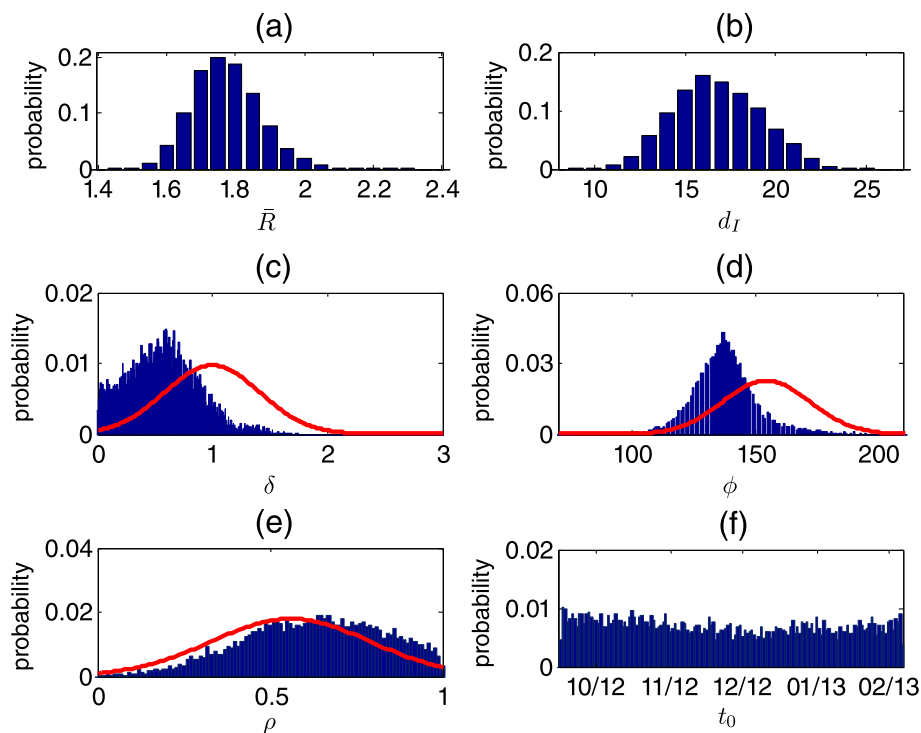 (a)
probability
0.2
0.1
0
1.4 1.6 1.8 2 2.2 2.4
R̄
(b)
probability
0.2
0.1
0
10 15 20 25
d_I
(c)
probability
0.02
0.01
0
0 1 2 3
δ
(d)
probability
0.06
0.03
0
100 150 200
ϕ
(e)
probability
0.04
0.02
0
0 0.5 1
ρ
(f)
probability
0.02
0.01
0
10/12 11/12 12/12 01/13 02/13
t_0